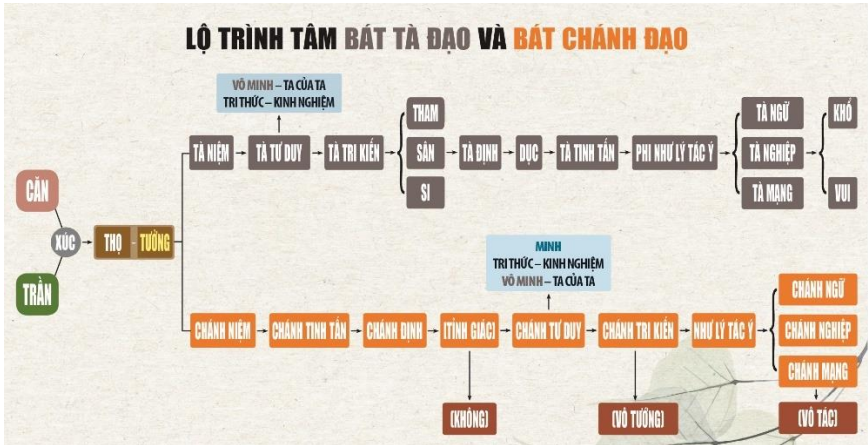 LỘ TRÌNH TÂM BÁT TÀ ĐẠO VÀ BÁT CHÁNH ĐẠO
VÔ MINH – TA CỦA TA
TRI THỨC – KINH NGHIỆM
TÀ NIỆM
TÀ TƯ DUY
TÀ TRI KIẾN
THAM
SÂN
SI
TÀ ĐỊNH
DỤC
TÀ TINH TẤN
PHI NHƯ LÝ TÁC Ý
TÀ NGỮ
TÀ NGHIỆP
TÀ MẠNG
KHỔ
VUI
CĂN
XÚC
TRẦN
THỌ - TƯỞNG
MINH
TRI THỨC – KINH NGHIỆM
VÔ MINH – TA CỦA TA
CHÁNH NIỆM
CHÁNH TINH TẤN
CHÁNH ĐỊNH
(TỈNH GIÁC)
CHÁNH TƯ DUY
CHÁNH TRI KIẾN
NHƯ LÝ TÁC Ý
CHÁNH NGỮ
CHÁNH NGHIỆP
CHÁNH MẠNG
(KHÔNG)
(VÔ TƯỚNG)
(VÔ TÁC)